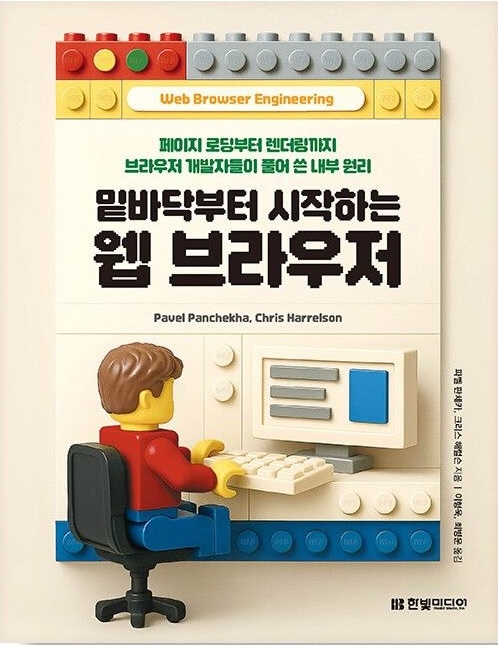 Web Browser Engineering
페이지 로딩부터 렌더링까지
브라우저 개발자들이 풀어 쓴 내부 원리
밑바닥부터 시작하는
웹 브라우저
Pavel Panchekha, Chris Harrelson
파벨 판체카, 크리스 해럴슨 지음 | 이형욱, 최병운 옮김
한빛미디어